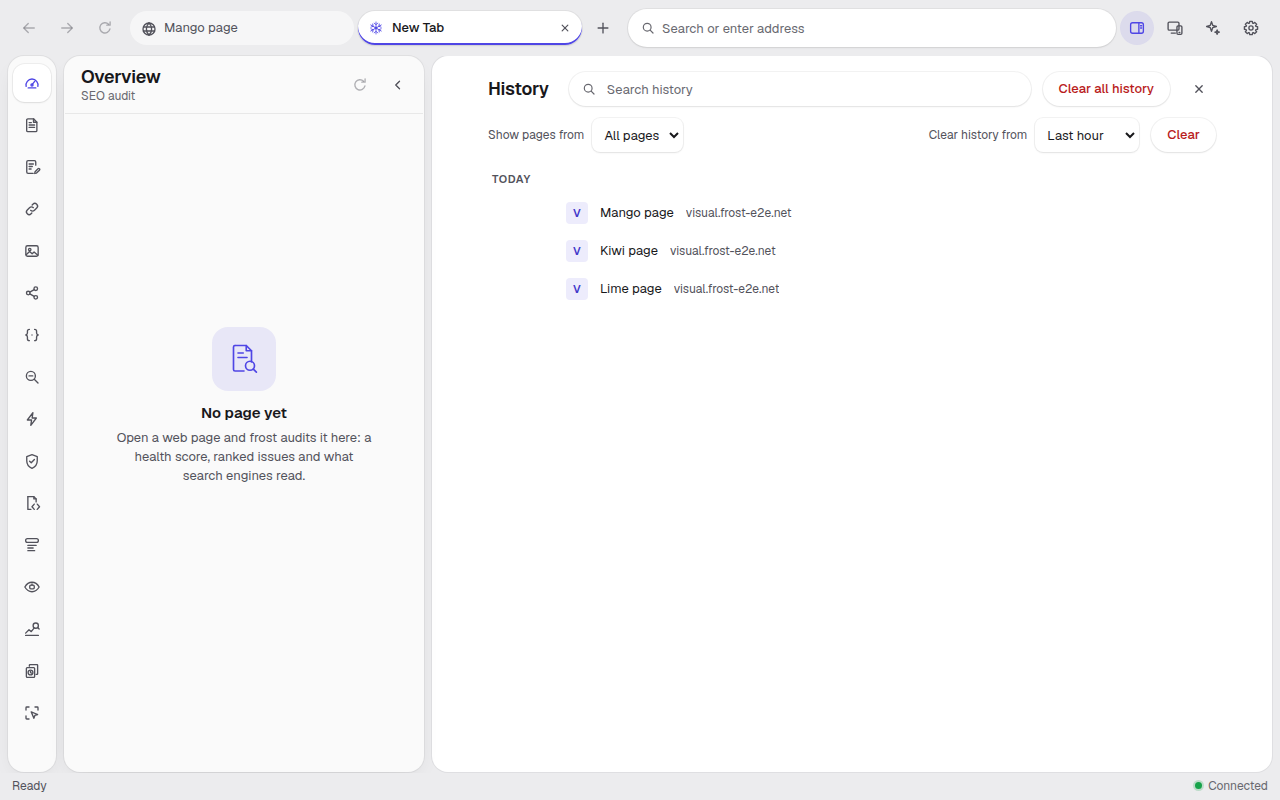 Mango page
New Tab
Search or enter address
Overview
SEO audit
No page yet
Open a web page and frost audits it here: a
health score, ranked issues and what
search engines read.
History
Search history
Clear all history
Show pages from
All pages
Clear history from
Last hour
Clear
TODAY
V Mango page visual.frost-e2e.net
V Kiwi page visual.frost-e2e.net
V Lime page visual.frost-e2e.net
Ready
Connected